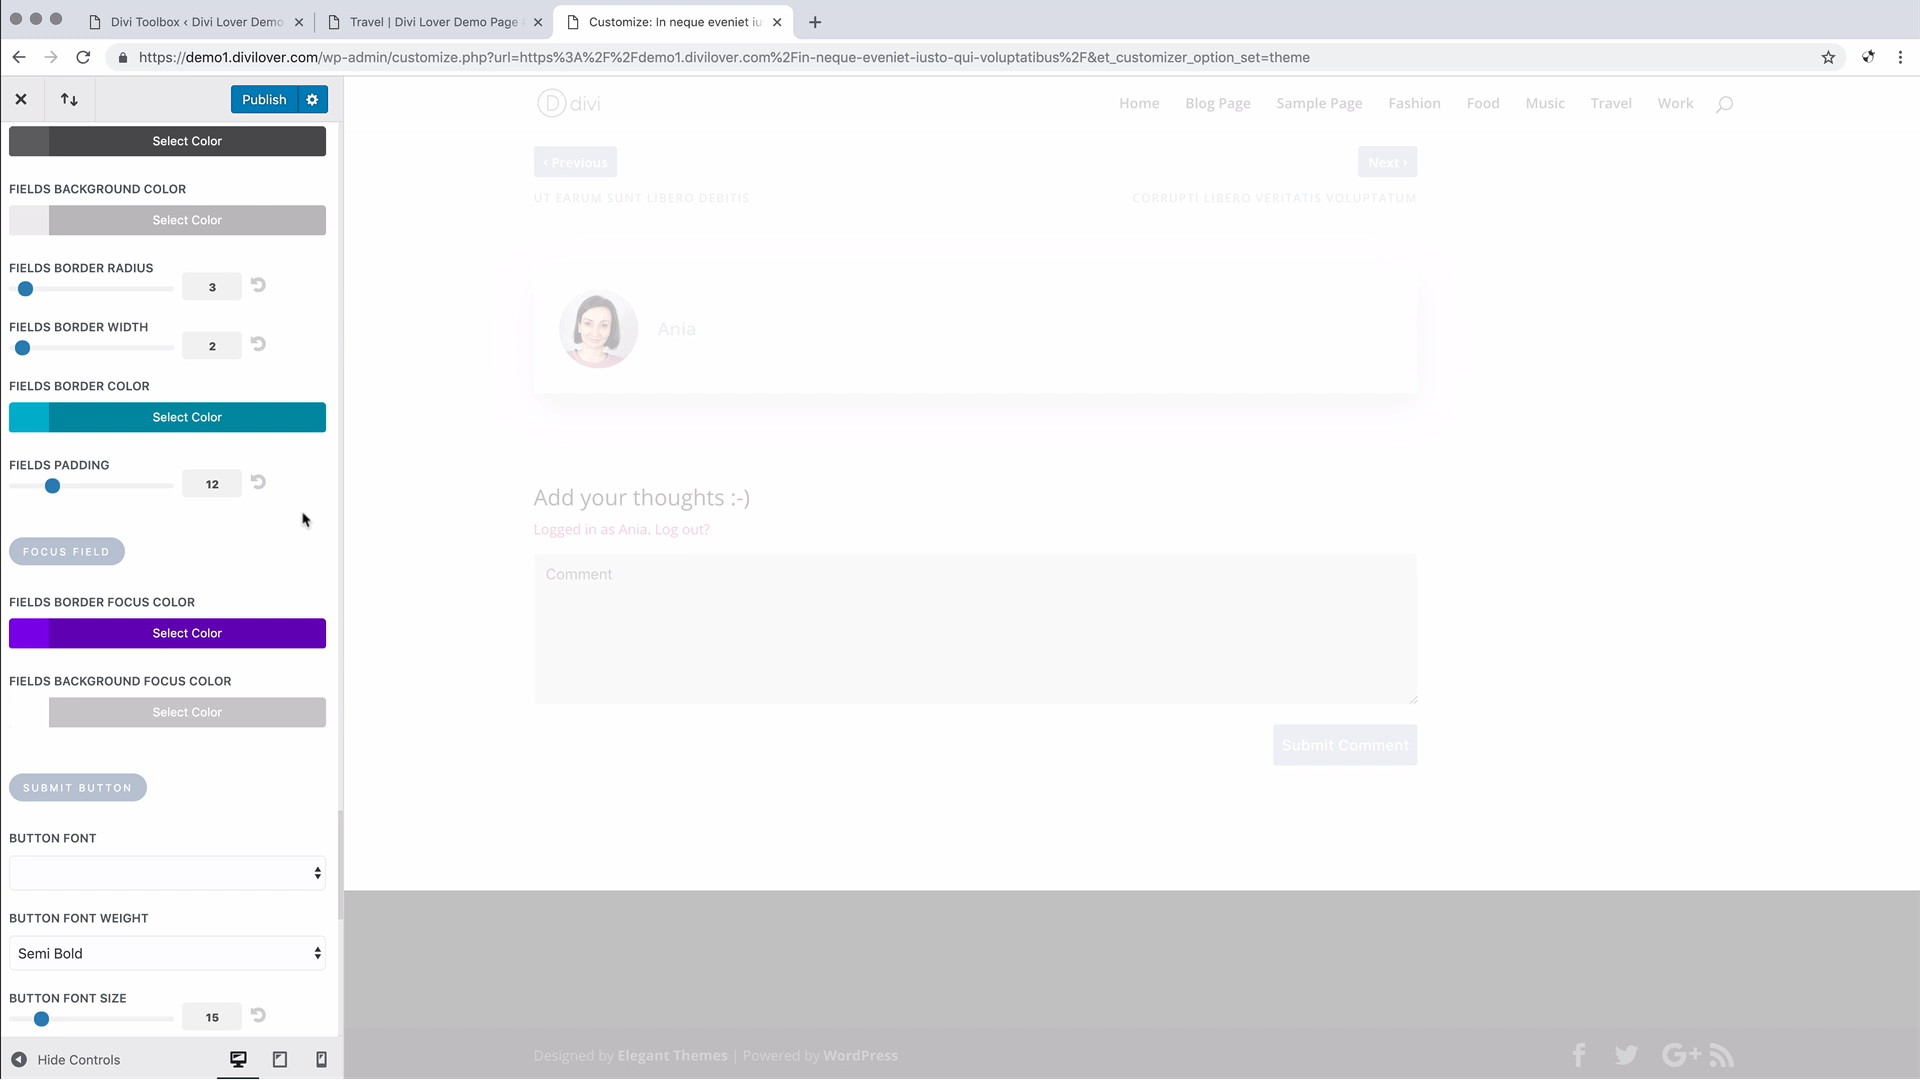 Divi Toolbox ‹ Divi Lover Demo
Travel | Divi Lover Demo Page
Customize: In neque eveniet iu
https://demo1.divilover.com/wp-admin/customize.php?url=https%3A%2F%2Fdemo1.divilover.com%2Fin-neque-eveniet-iusto-qui-voluptatibus%2F&et_customizer_option_set=theme
Publish
Select Color
FIELDS BACKGROUND COLOR
Select Color
FIELDS BORDER RADIUS
3
FIELDS BORDER WIDTH
2
FIELDS BORDER COLOR
Select Color
FIELDS PADDING
12
FOCUS FIELD
FIELDS BORDER FOCUS COLOR
Select Color
FIELDS BACKGROUND FOCUS COLOR
Select Color
SUBMIT BUTTON
BUTTON FONT
BUTTON FONT WEIGHT
Semi Bold
BUTTON FONT SIZE
15
Hide Controls
D divi
Home Blog Page Sample Page Fashion Food Music Travel Work
‹ Previous
Next ›
UT EARUM SUNT LIBERO DEBITIS
CORRUPTI LIBERO VERITATIS VOLUPTATUM
Ania
Add your thoughts :-)
Logged in as Ania. Log out?
Comment
Submit Comment
Designed by Elegant Themes | Powered by WordPress
G+